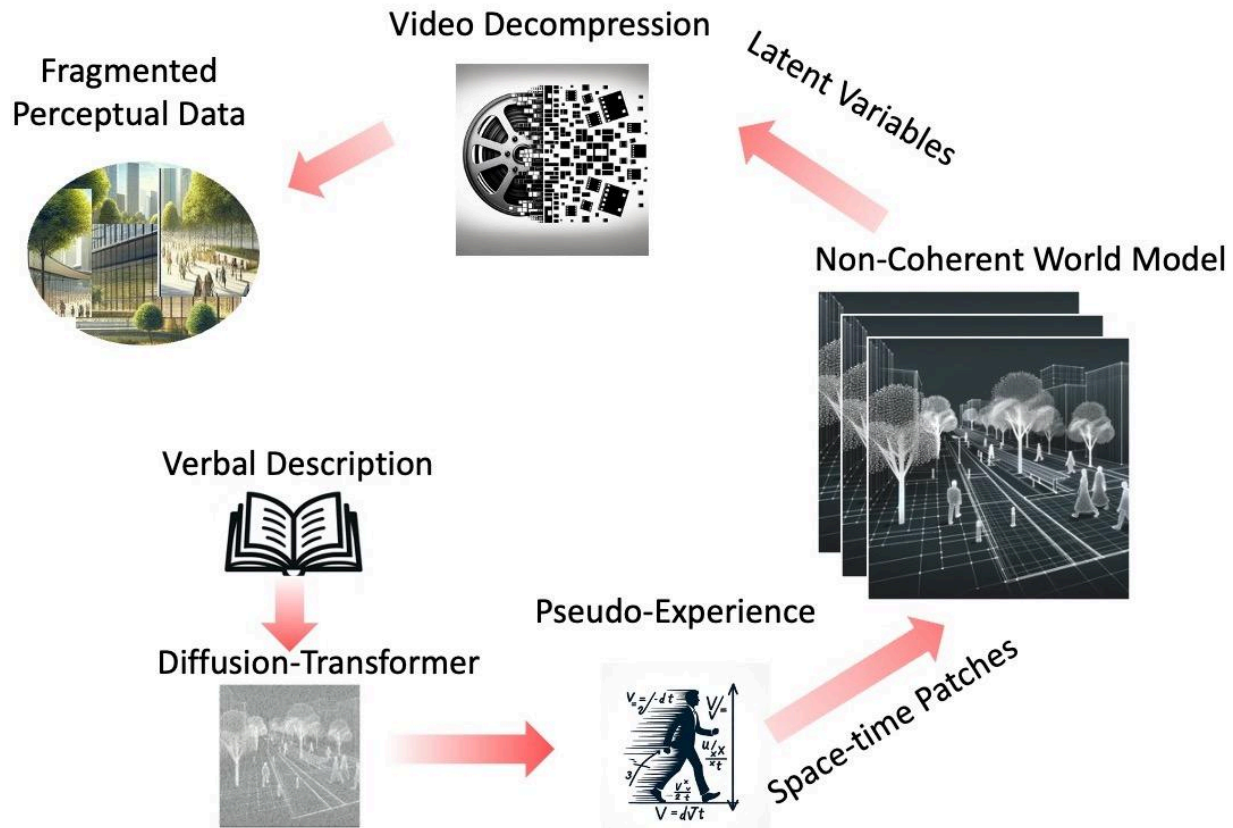 Video Decompression
Fragmented
Perceptual Data
Latent Variables
Non-Coherent World Model
Verbal Description
Diffusion-Transformer
Pseudo-Experience
Space-time Patches